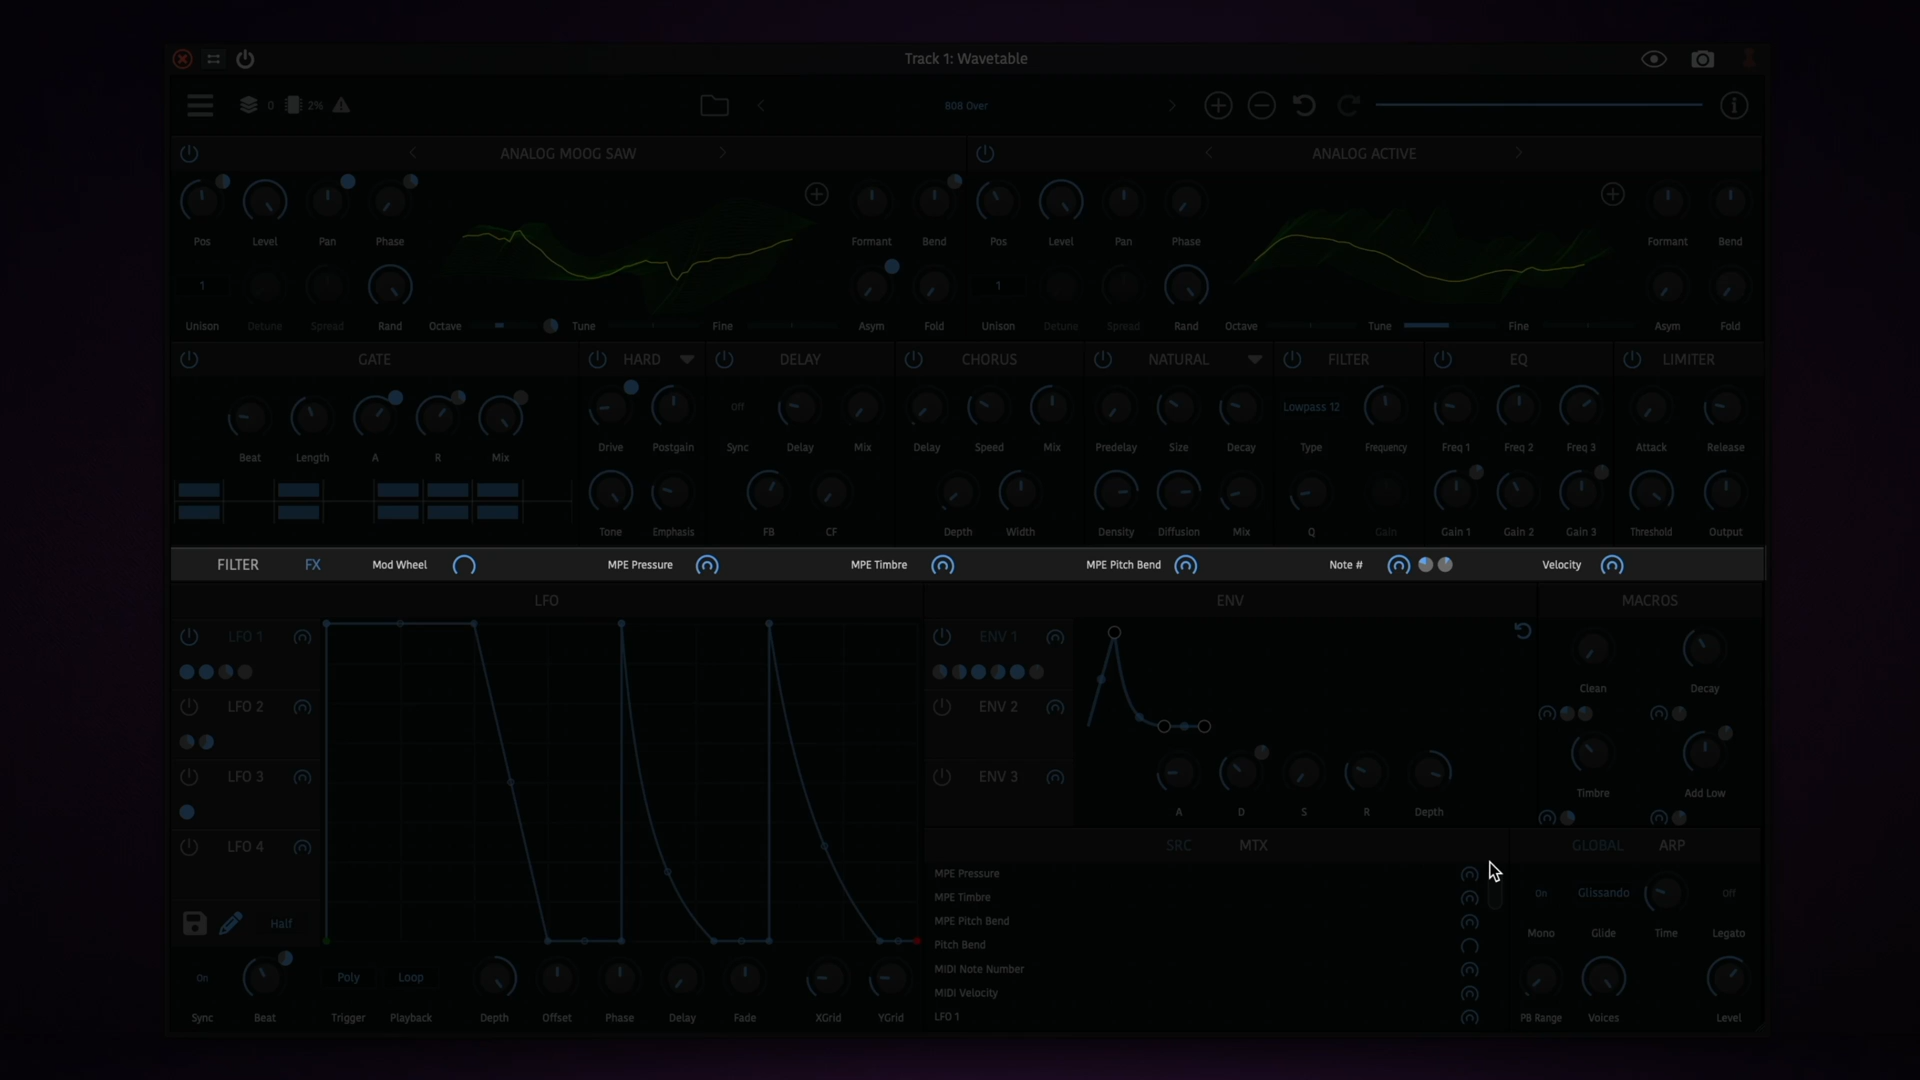 Track 1: Wavetable
0 2% 808 Over
ANALOG MOOG SAW ANALOG ACTIVE
Pos Level Pan Phase Formant Bend Pos Level Pan Phase Formant Bend
1 1
Unison Detune Spread Rand Octave Tune Fine Asym Fold Unison Detune Spread Rand Octave Tune Fine Asym Fold
GATE HARD DELAY CHORUS NATURAL FILTER EQ LIMITER
Off Lowpass 12
Beat Length A R Mix Drive Postgain Sync Delay Mix Delay Speed Mix Predelay Size Decay Type Frequency Freq 1 Freq 2 Freq 3 Attack Release
Tone Emphasis FB CF Depth Width Density Diffusion Mix Q Gain Gain 1 Gain 2 Gain 3 Threshold Output
FILTER FX Mod Wheel MPE Pressure MPE Timbre MPE Pitch Bend Note # Velocity
LFO ENV MACROS
LFO 1 ENV 1
Clean Decay
LFO 2 ENV 2
LFO 3 ENV 3
Timbre Add Low
A D S R Depth
LFO 4 SRC MTX GLOBAL ARP
MPE Pressure
MPE Timbre On Glissando Off
Half MPE Pitch Bend
Mono Glide Time Legato
Pitch Bend
On Poly Loop MIDI Note Number
MIDI Velocity
Sync Beat Trigger Playback Depth Offset Phase Delay Fade XGrid YGrid LFO 1 PB Range Voices Level